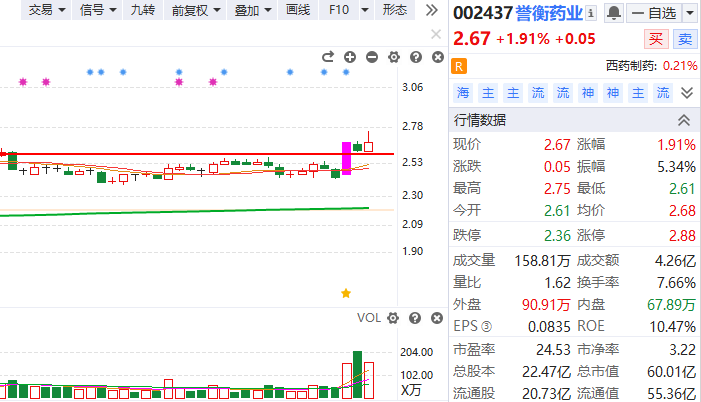 交易 信号 九转 前复权 叠加 画线 F10 形态
002437 誉衡药业 自选
2.67 +1.91% +0.05 买 卖
R 西药制药: 0.21%
海 主 主 流 流 神 神 主 流
3.06
2.78
2.53
2.30
2.09
1.90
VOL
204.00
102.00
X万
行情数据
现价 2.67 涨幅 1.91%
涨跌 0.05 振幅 5.34%
最高 2.75 最低 2.61
今开 2.61 均价 2.68
跌停 2.36 涨停 2.88
成交量 158.81万 成交额 4.26亿
量比 1.62 换手率 7.66%
外盘 90.91万 内盘 67.89万
EPS ③ 0.0835 ROE 10.47%
市盈率 24.53 市净率 3.22
总股本 22.47亿 总市值 60.01亿
流通股 20.73亿 流通值 55.36亿